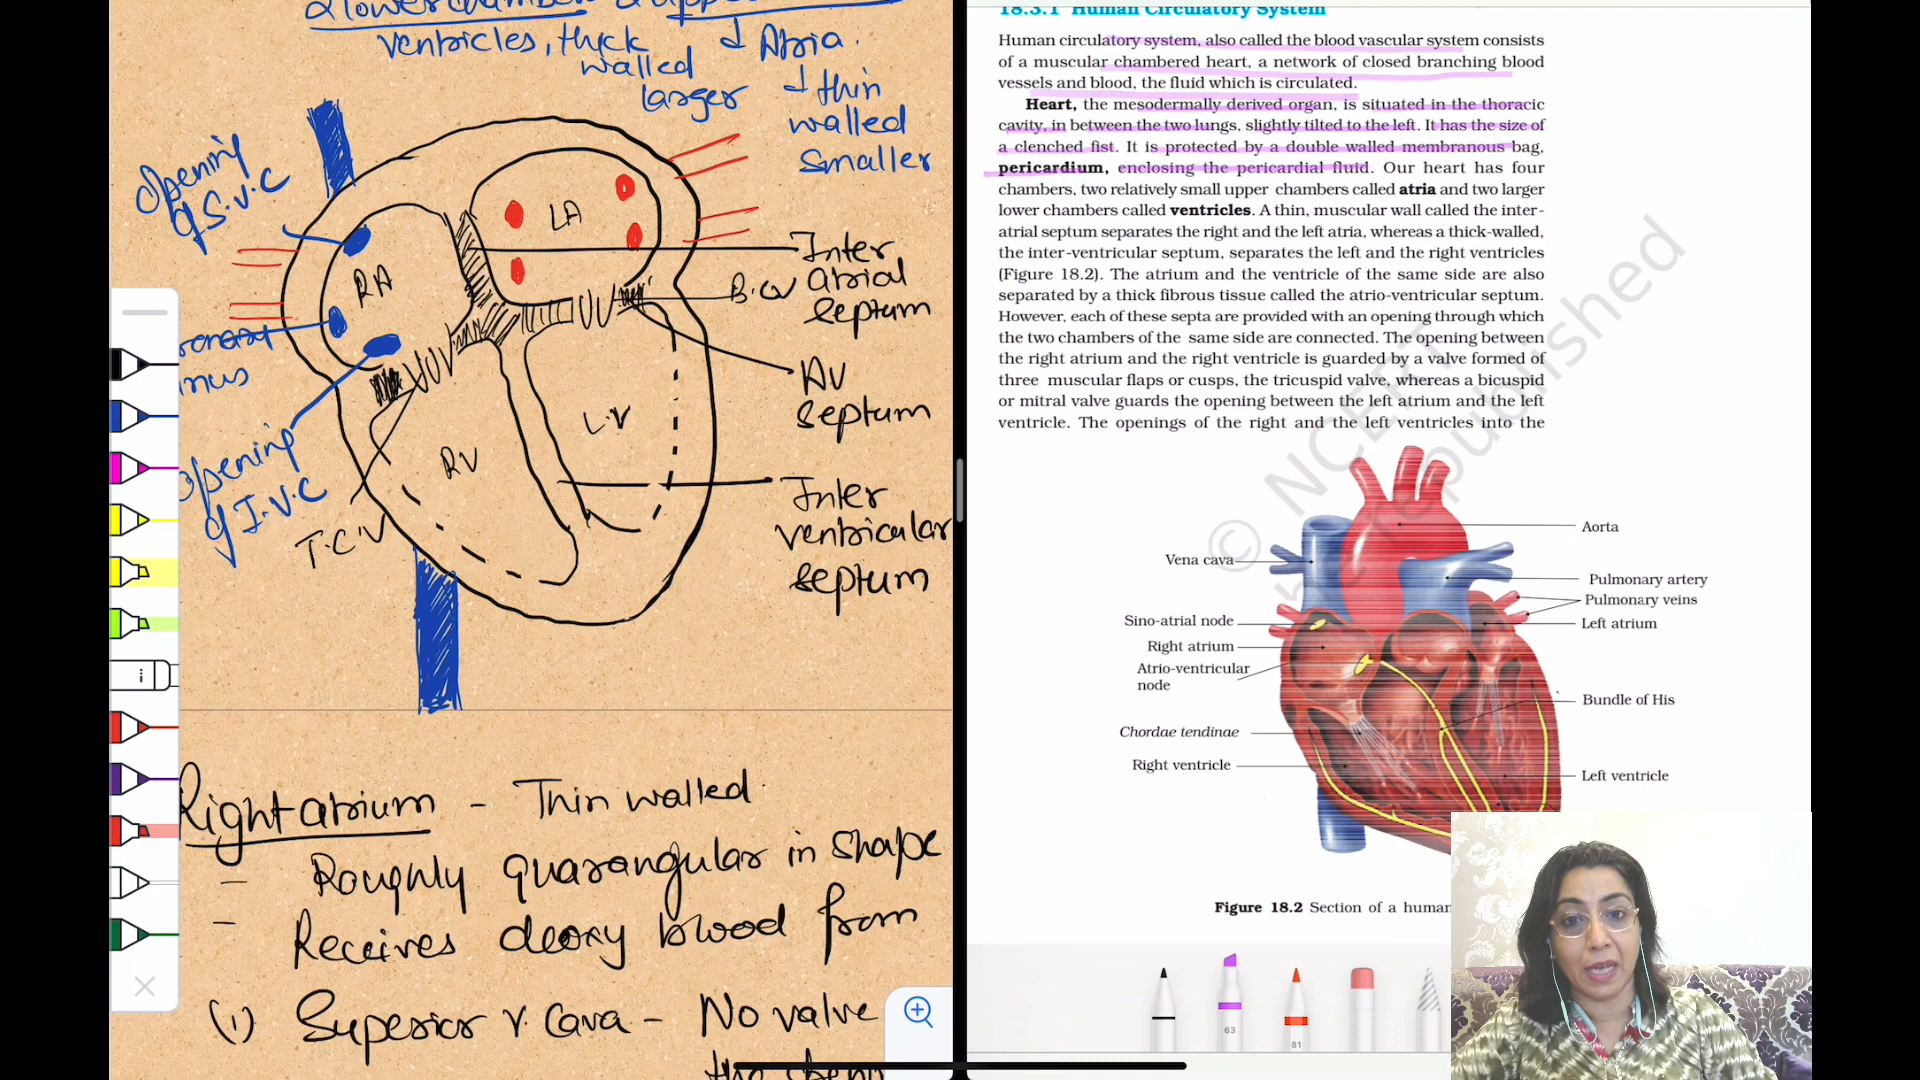 2 lower chambers
ventricles, thick
walled
larger
Atria.
thin
walled
smaller
Opening
of S.V.C
RA
LA
Inter
atrial
septum
B.CV
AV
septum
L.V
RV
Inter
ventricular
septum
Opening
of I.V.C
T.C.V
Right atrium - Thin walled
- Roughly quarangular in shape
- Receives deoxy blood from
(1) Superior V. Cava - No valve
18.3.1 Human Circulatory System
Human circulatory system, also called the blood vascular system consists
of a muscular chambered heart, a network of closed branching blood
vessels and blood, the fluid which is circulated.
Heart, the mesodermally derived organ, is situated in the thoracic
cavity, in between the two lungs, slightly tilted to the left. It has the size of
a clenched fist. It is protected by a double walled membranous bag,
pericardium, enclosing the pericardial fluid. Our heart has four
chambers, two relatively small upper chambers called atria and two larger
lower chambers called ventricles. A thin, muscular wall called the inter-
atrial septum separates the right and the left atria, whereas a thick-walled,
the inter-ventricular septum, separates the left and the right ventricles
(Figure 18.2). The atrium and the ventricle of the same side are also
separated by a thick fibrous tissue called the atrio-ventricular septum.
However, each of these septa are provided with an opening through which
the two chambers of the same side are connected. The opening between
the right atrium and the right ventricle is guarded by a valve formed of
three muscular flaps or cusps, the tricuspid valve, whereas a bicuspid
or mitral valve guards the opening between the left atrium and the left
ventricle. The openings of the right and the left ventricles into the
© NCERT
Aorta
Vena cava
Pulmonary artery
Pulmonary veins
Sino-atrial node
Left atrium
Right atrium
Atrio-ventricular
node
Bundle of His
Chordae tendinae
Right ventricle
Left ventricle
Figure 18.2 Section of a human
63
81